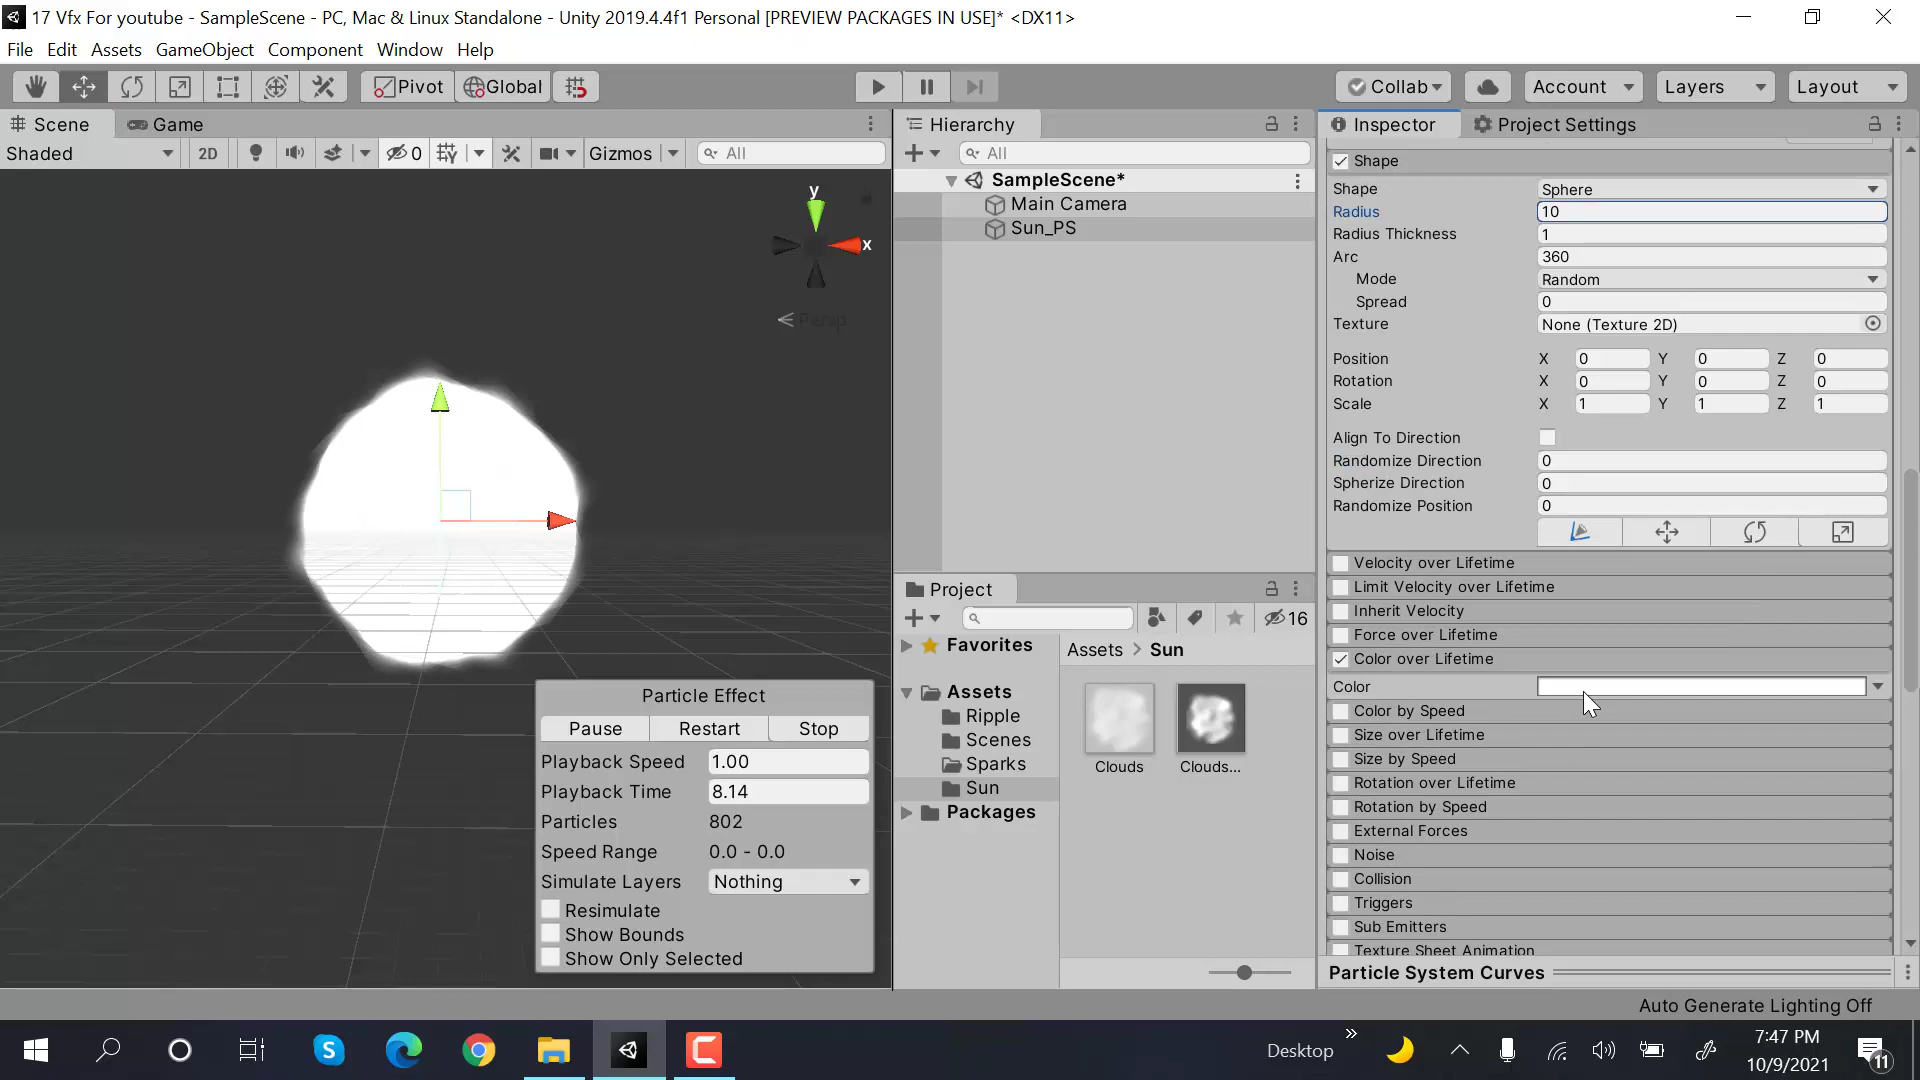 17 Vfx For youtube - SampleScene - PC, Mac & Linux Standalone - Unity 2019.4.4f1 Personal [PREVIEW PACKAGES IN USE]* <DX11>
File Edit Assets GameObject Component Window Help
Pivot Global Collab Account Layers Layout
Scene Game
Shaded 2D 0 Gizmos All
y
x
Persp
Particle Effect
Pause Restart Stop
Playback Speed 1.00
Playback Time 8.14
Particles 802
Speed Range 0.0 - 0.0
Simulate Layers Nothing
Resimulate
Show Bounds
Show Only Selected
Hierarchy
All
SampleScene*
Main Camera
Sun_PS
Project
16
Favorites
Assets
Ripple
Scenes
Sparks
Sun
Packages
Assets > Sun
Clouds Clouds...
Inspector Project Settings
Shape
Shape Sphere
Radius 10
Radius Thickness 1
Arc 360
Mode Random
Spread 0
Texture None (Texture 2D)
Position X 0 Y 0 Z 0
Rotation X 0 Y 0 Z 0
Scale X 1 Y 1 Z 1
Align To Direction
Randomize Direction 0
Spherize Direction 0
Randomize Position 0
Velocity over Lifetime
Limit Velocity over Lifetime
Inherit Velocity
Force over Lifetime
Color over Lifetime
Color
Color by Speed
Size over Lifetime
Size by Speed
Rotation over Lifetime
Rotation by Speed
External Forces
Noise
Collision
Triggers
Sub Emitters
Texture Sheet Animation
Particle System Curves
Auto Generate Lighting Off
Desktop
7:47 PM
10/9/2021
11